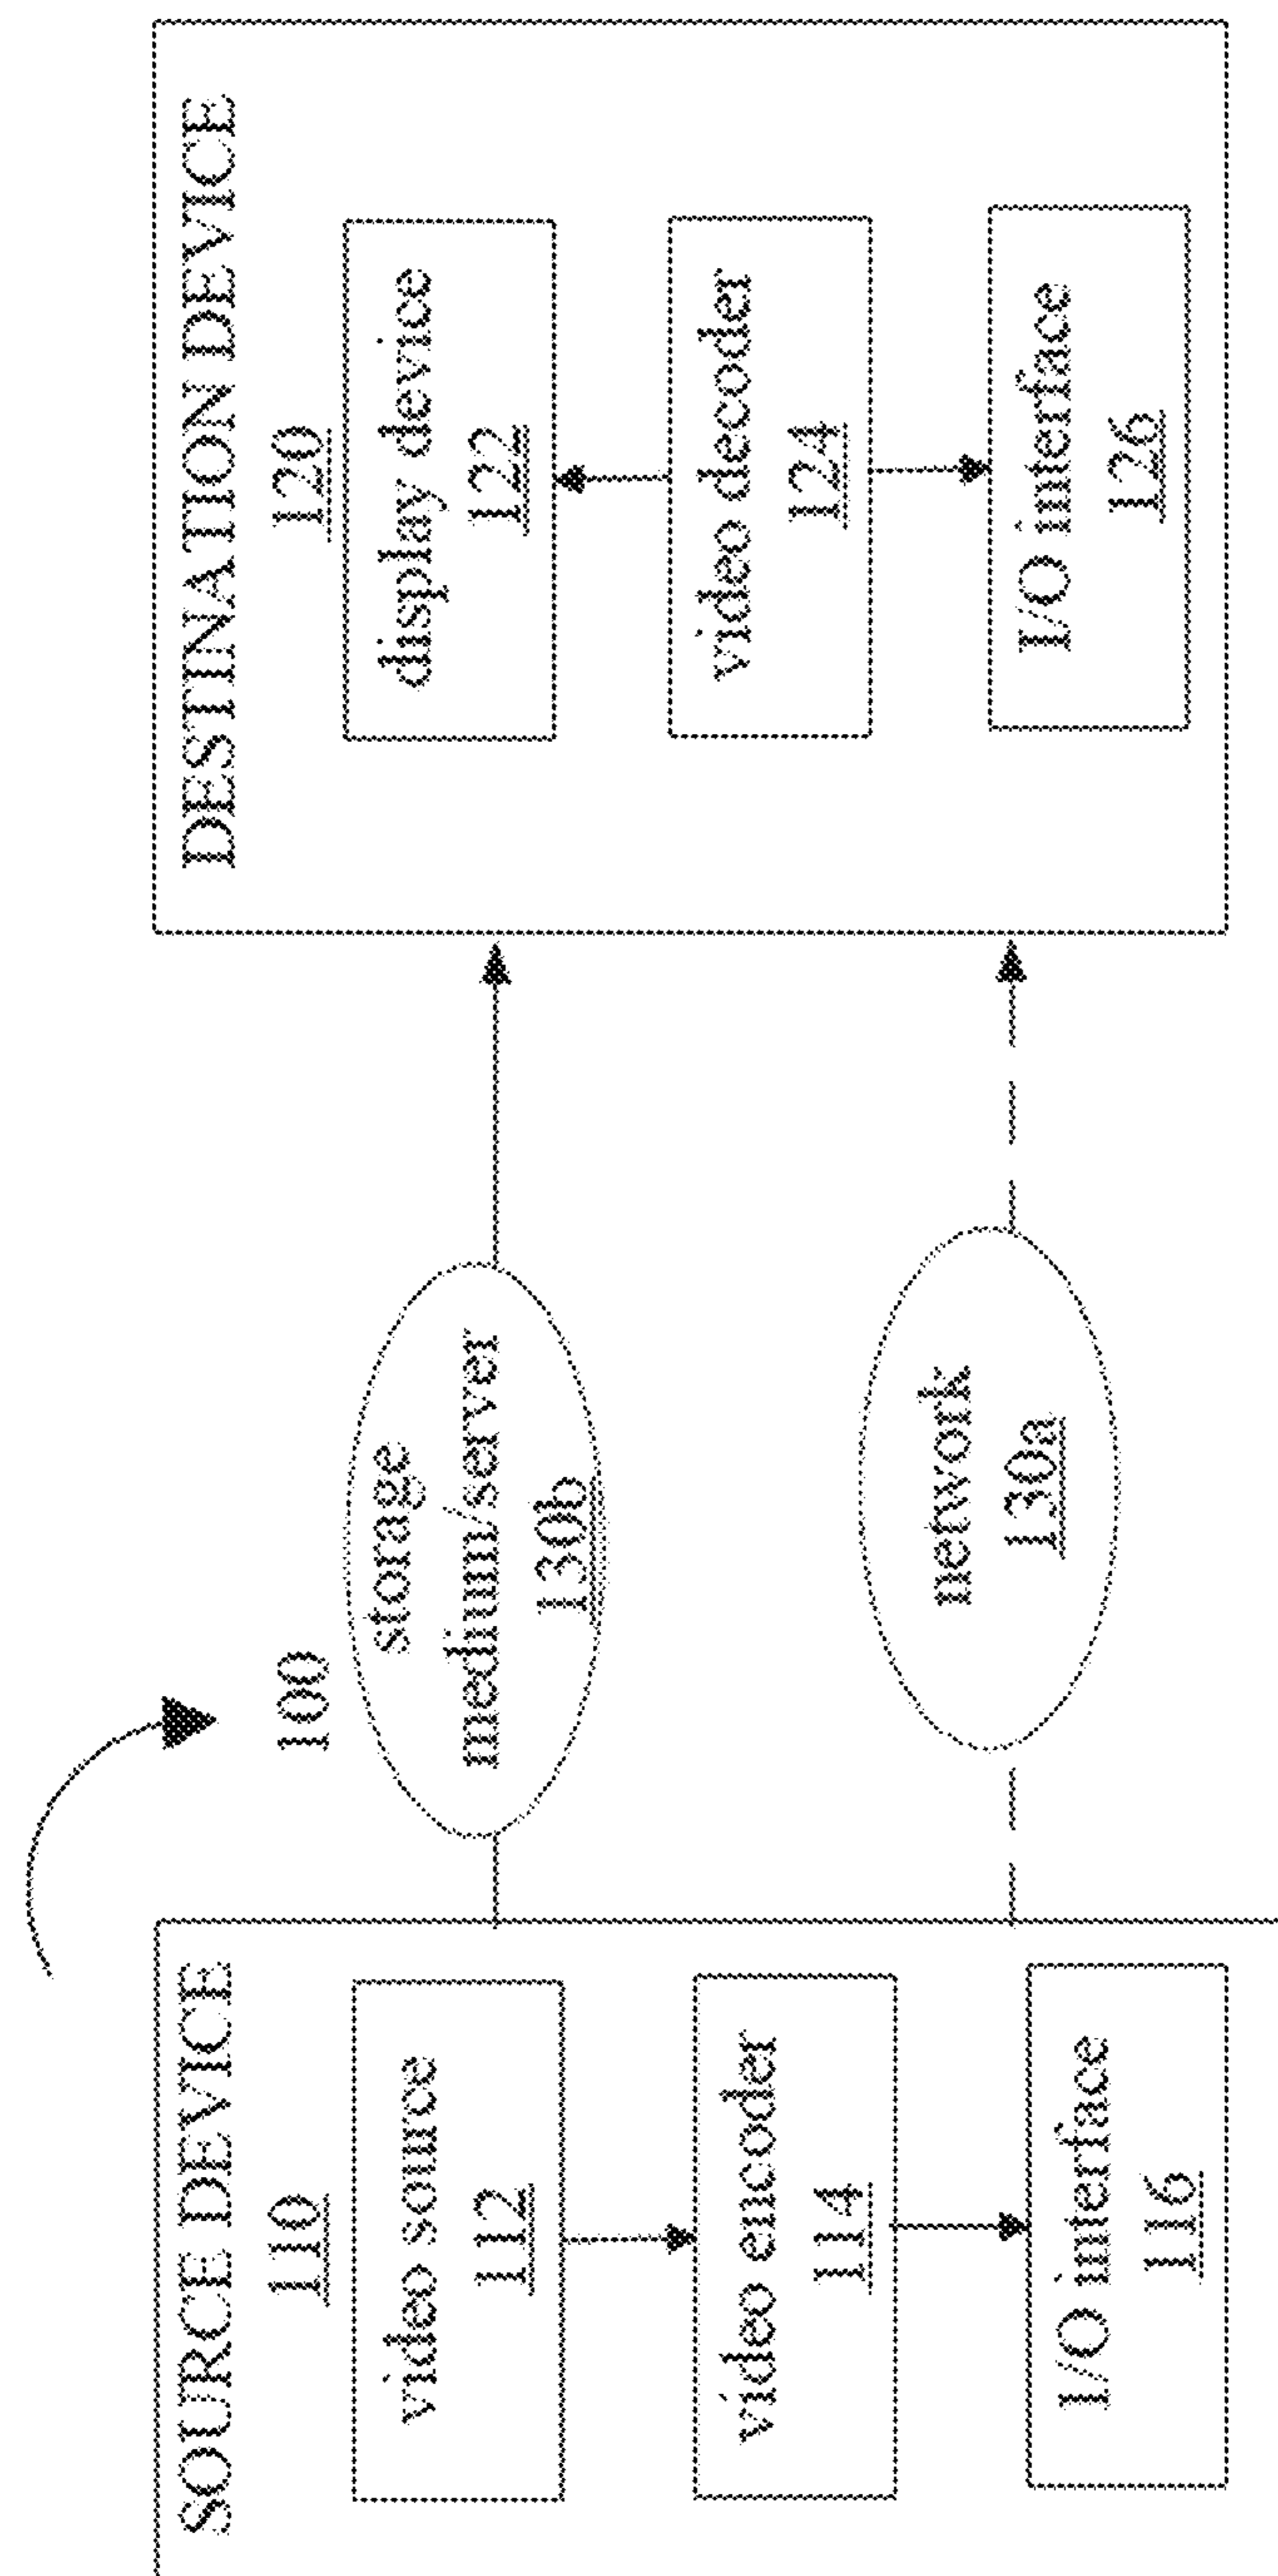 100
SOURCE DEVICE
110
video source
112
video encoder
114
I/O interface
116
storage
medium/server
130b
network
130a
DESTINATION DEVICE
120
display device
122
video decoder
124
I/O interface
126